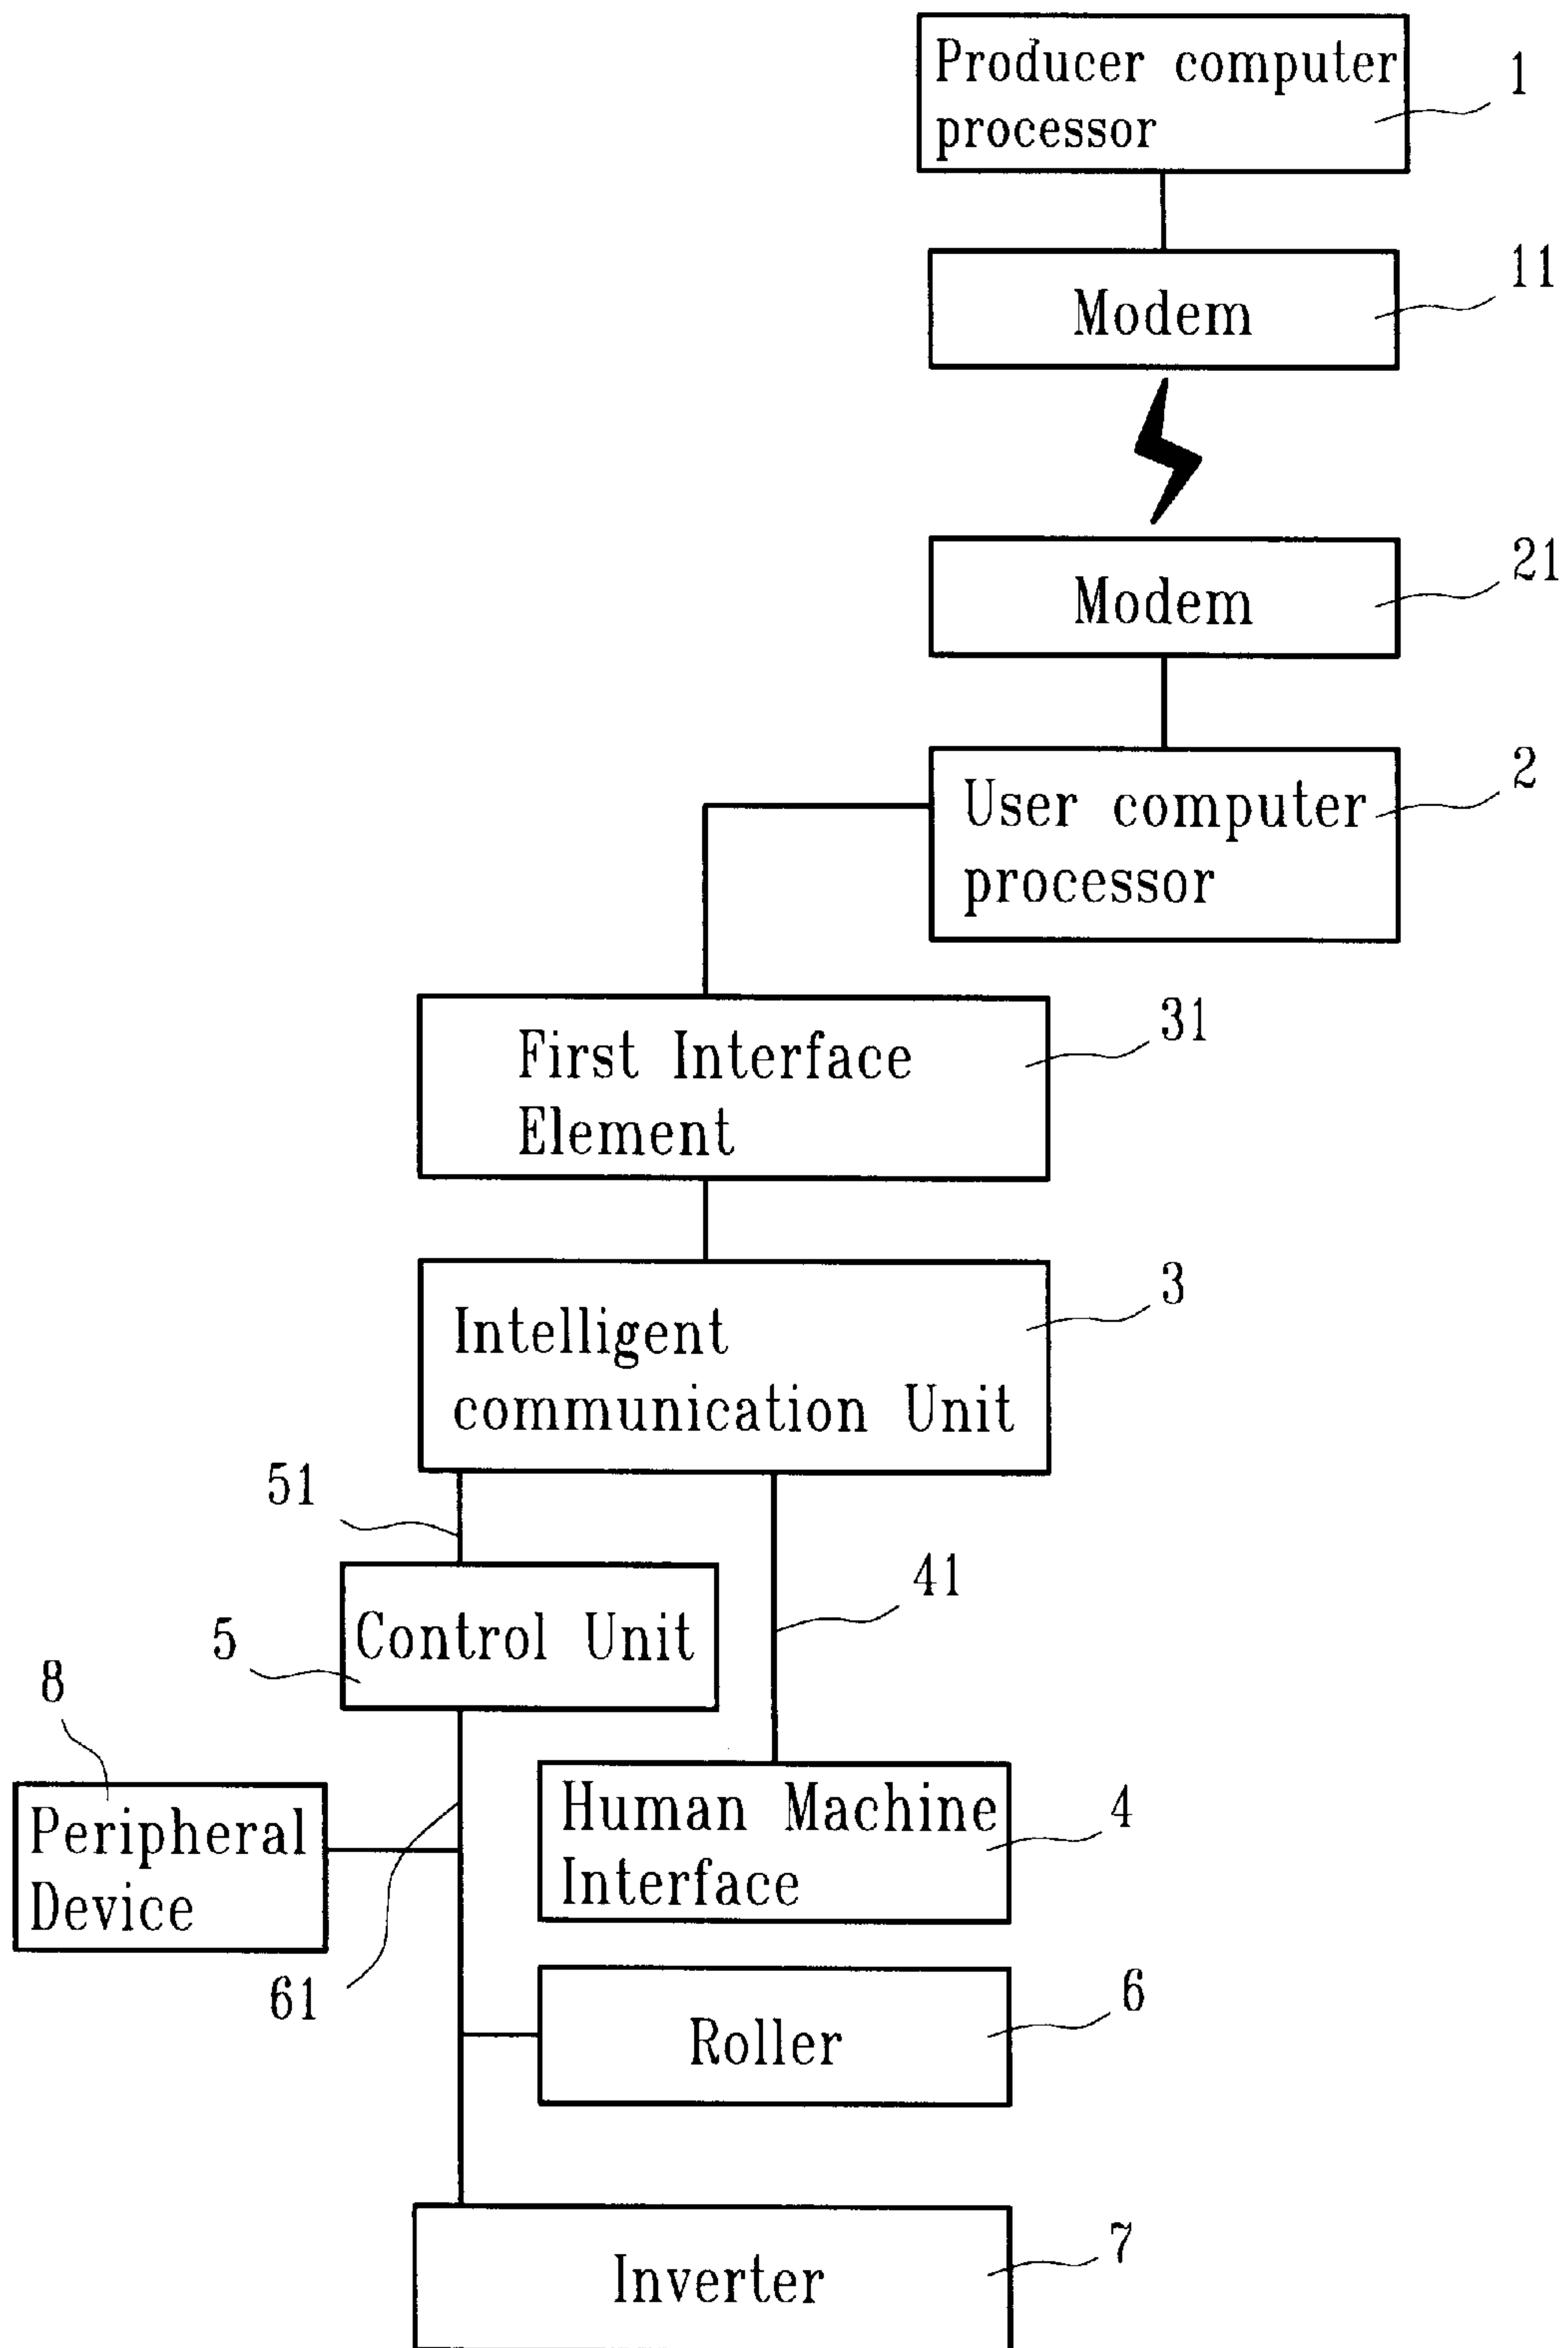 Producer computer
processor
1
Modem
11
Modem
21
User computer
processor
2
First Interface
Element
31
Intelligent
communication Unit
3
51
41
Control Unit
5
8
Peripheral
Device
Human Machine
Interface
4
61
Roller
6
Inverter
7